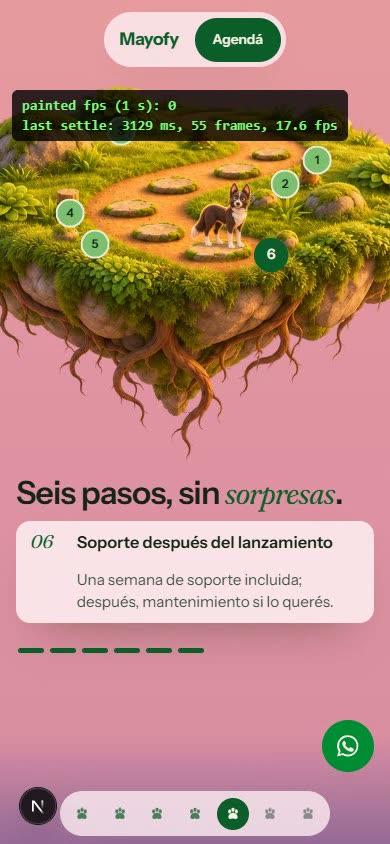 Mayofy Agendá
painted fps (1 s): 0
last settle: 3129 ms, 55 frames, 17.6 fps
1
2
4
5
6
Seis pasos, sin sorpresas.
06 Soporte después del lanzamiento
Una semana de soporte incluida;
después, mantenimiento si lo querés.
N